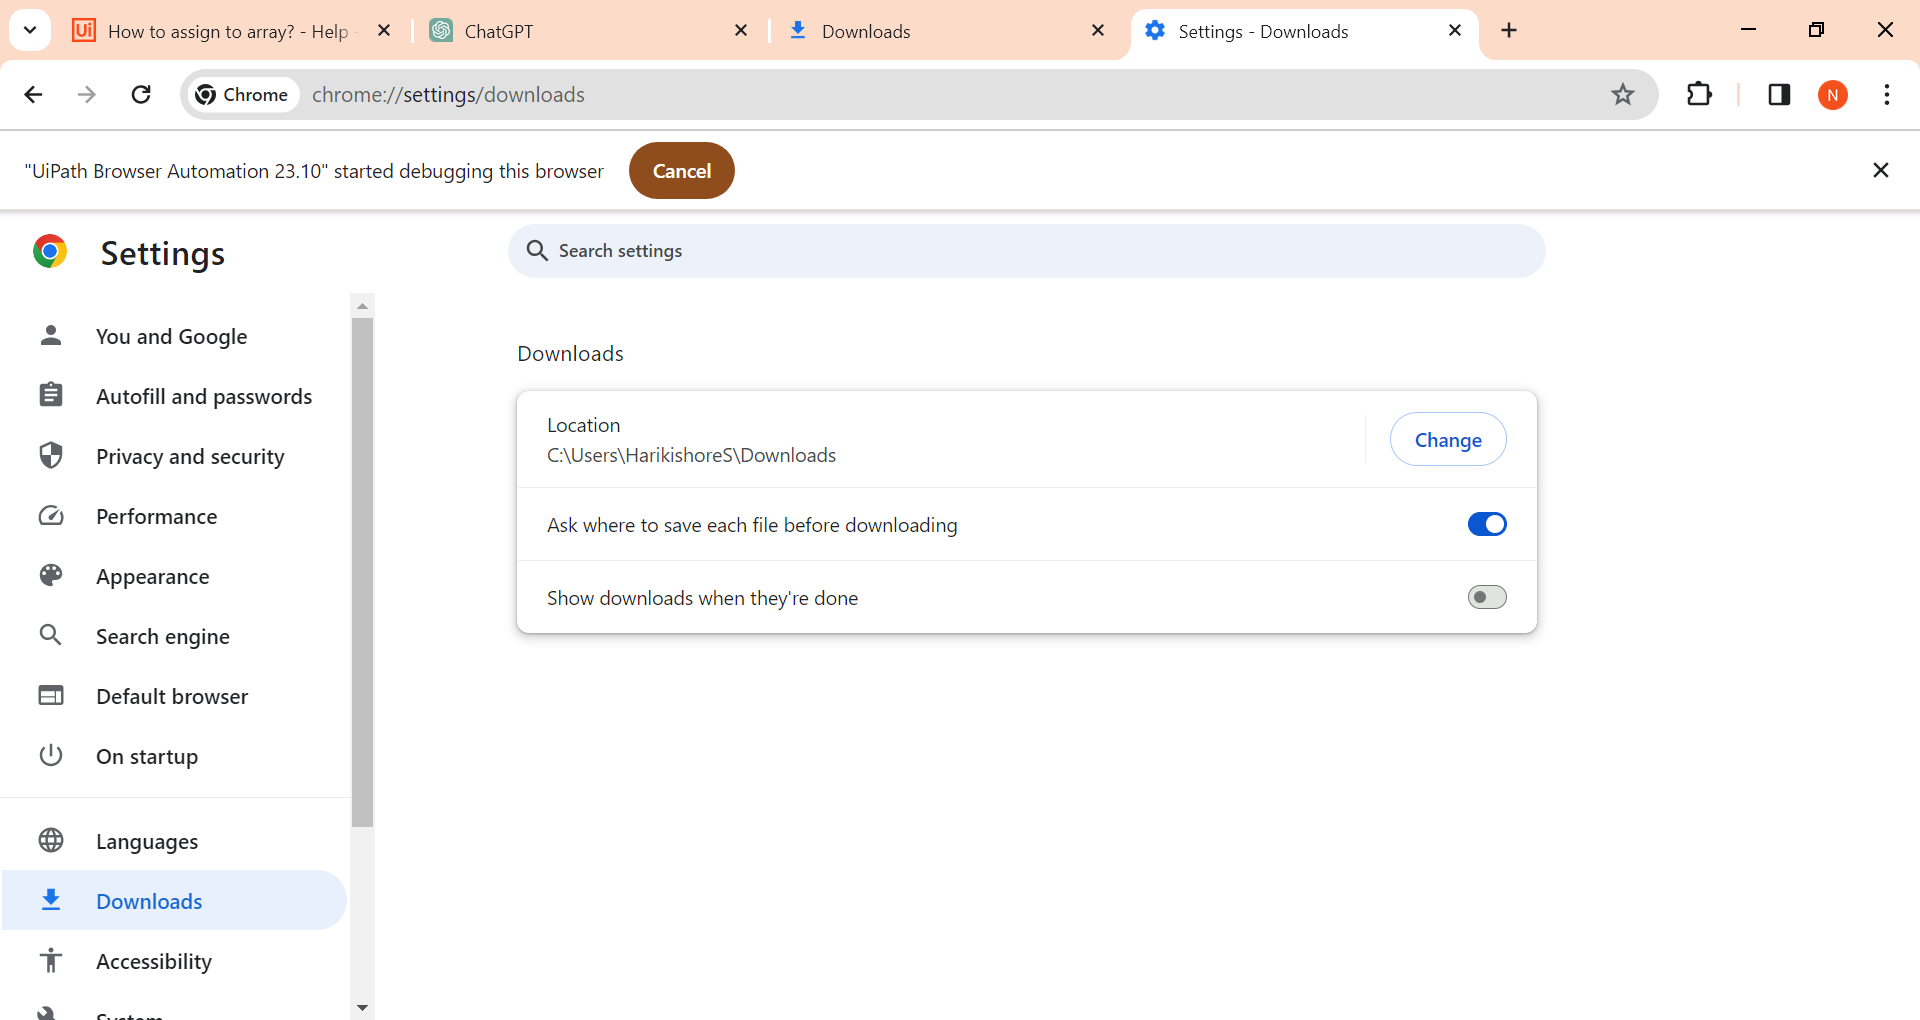 Ui How to assign to array? - Help
ChatGPT
Downloads
Settings - Downloads
Chrome
chrome://settings/downloads
N
"UiPath Browser Automation 23.10" started debugging this browser
Cancel
Settings
Search settings
You and Google
Autofill and passwords
Privacy and security
Performance
Appearance
Search engine
Default browser
On startup
Languages
Downloads
Accessibility
System
Downloads
Location
C:\Users\HarikishoreS\Downloads
Change
Ask where to save each file before downloading
Show downloads when they're done